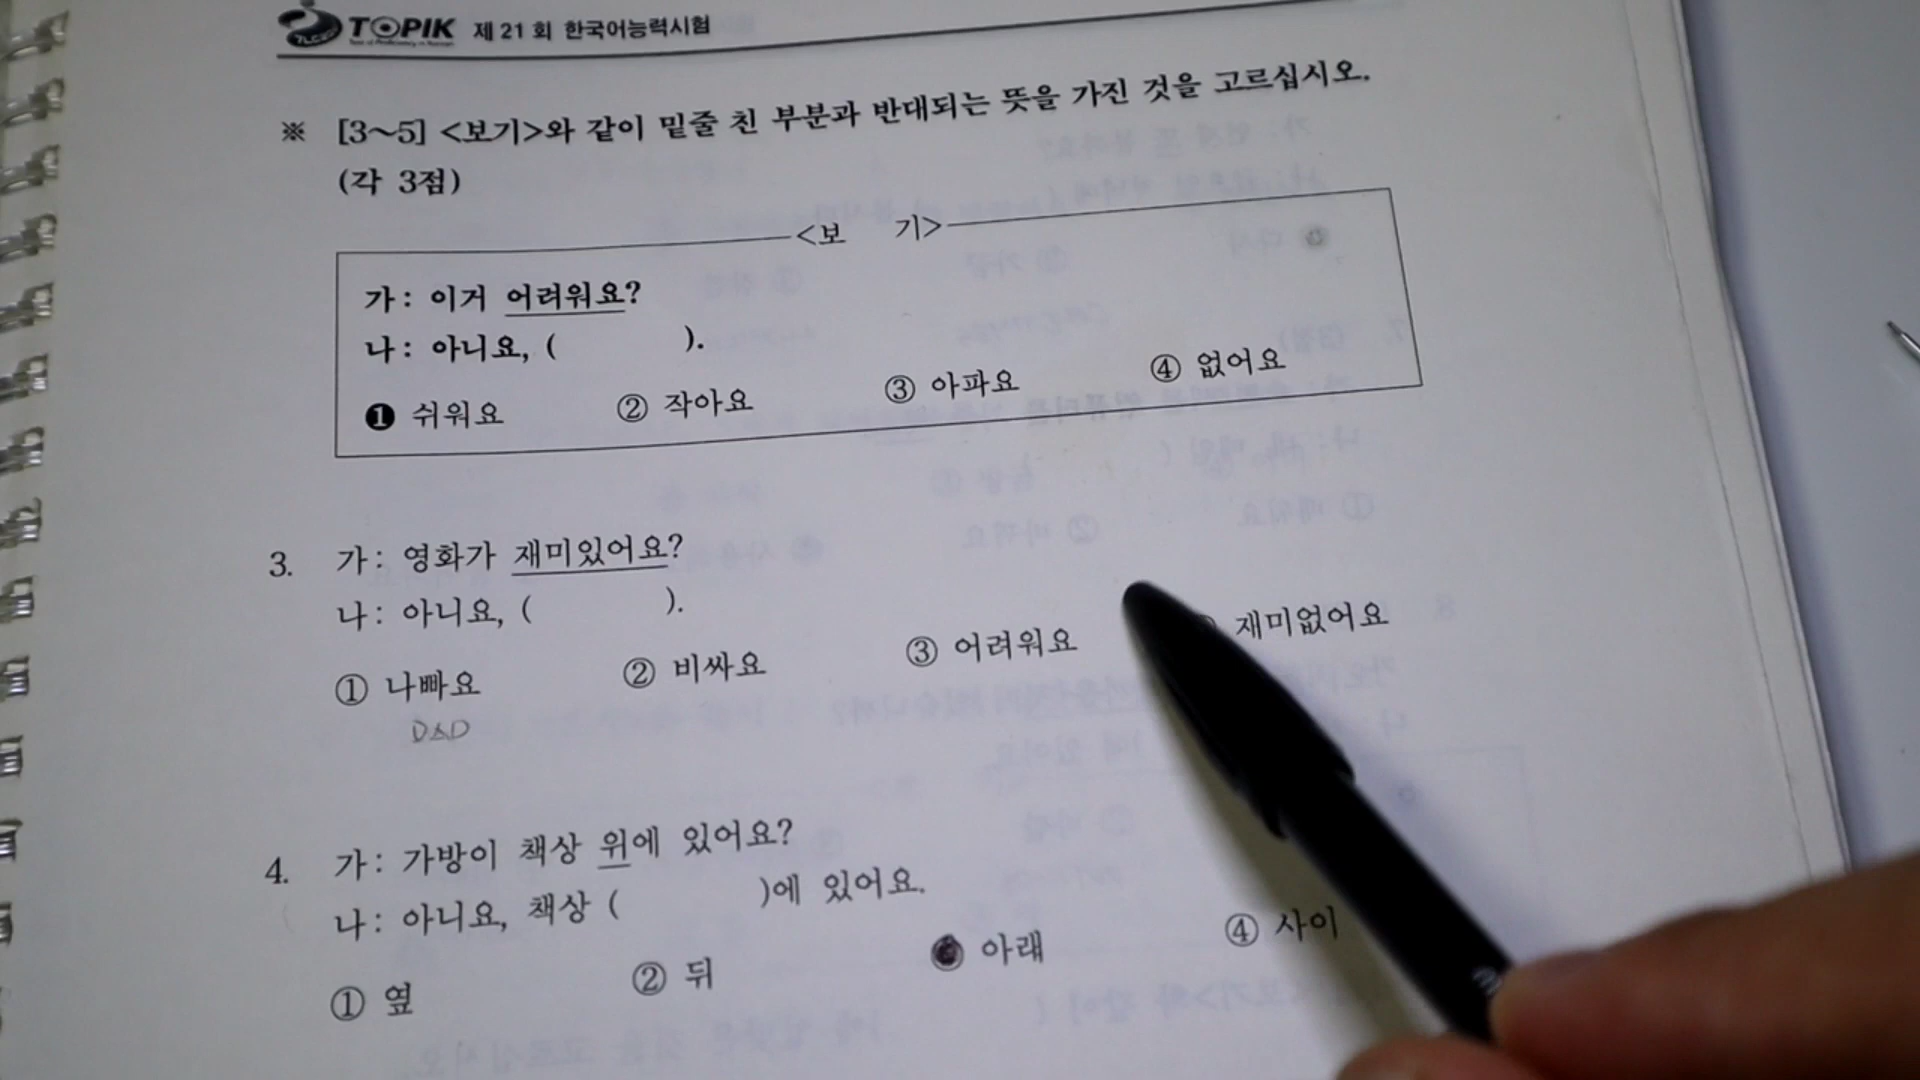 TOPIK 제 21 회 한국어능력시험
※ [3~5] <보기>와 같이 밑줄 친 부분과 반대되는 뜻을 가진 것을 고르십시오.
(각 3점)
<보 기>
가: 이거 어려워요?
나: 아니요, ( ).
❶ 쉬워요 ② 작아요 ③ 아파요 ④ 없어요
3. 가: 영화가 재미있어요?
나: 아니요, ( ).
① 나빠요 ② 비싸요 ③ 어려워요 재미없어요
4. 가: 가방이 책상 위에 있어요?
나: 아니요, 책상 ( )에 있어요.
① 옆 ② 뒤 아래 ④ 사이